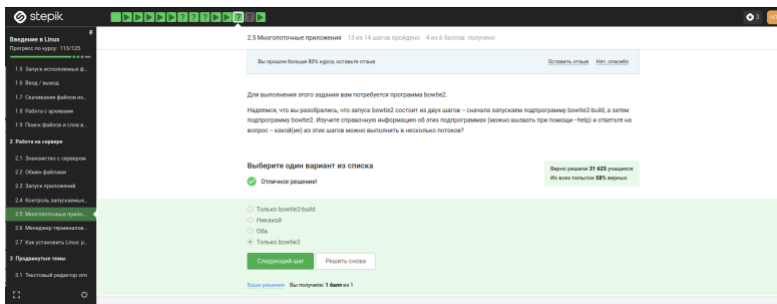 stepik
3
Введение в Linux
Прогресс по курсу: 113/125
2.5 Многопоточные приложения 13 из 14 шагов пройдено 4 из 6 баллов получено
Вы прошли больше 80% курса, оставьте отзыв Оставить отзыв Нет, спасибо
1.5 Запуск исполняемых ф..
1.6 Ввод / вывод
1.7 Скачивание файлов из..
1.8 Работа с архивами
1.9 Поиск файлов и слов в..
2 Работа на сервере
2.1 Знакомство с сервером
2.2 Обмен файлами
2.3 Запуск приложений
2.4 Контроль запускаемых..
2.5 Многопоточные прило..
2.6 Менеджер терминалов..
2.7 Как установить Linux: р..
3 Продвинутые темы
3.1 Текстовый редактор vim
Для выполнения этого задания вам потребуется программа bowtie2.
Надеемся, что вы разобрались, что запуск bowtie2 состоит из двух шагов – сначала запускаем подпрограмму bowtie2-build, а затем
подпрограмму bowtie2. Изучите справочную информацию об этих подпрограммах (можно вызвать при помощи –help) и ответьте на
вопрос – какой(ие) из этих шагов можно выполнить в несколько потоков?
Выберите один вариант из списка
Отличное решение!
Верно решили 31 625 учащихся
Из всех попыток 58% верных
Только bowtie2-build
Никакой
Оба
Только bowtie2
Следующий шаг Решить снова
Ваши решения Вы получили: 1 балл из 1